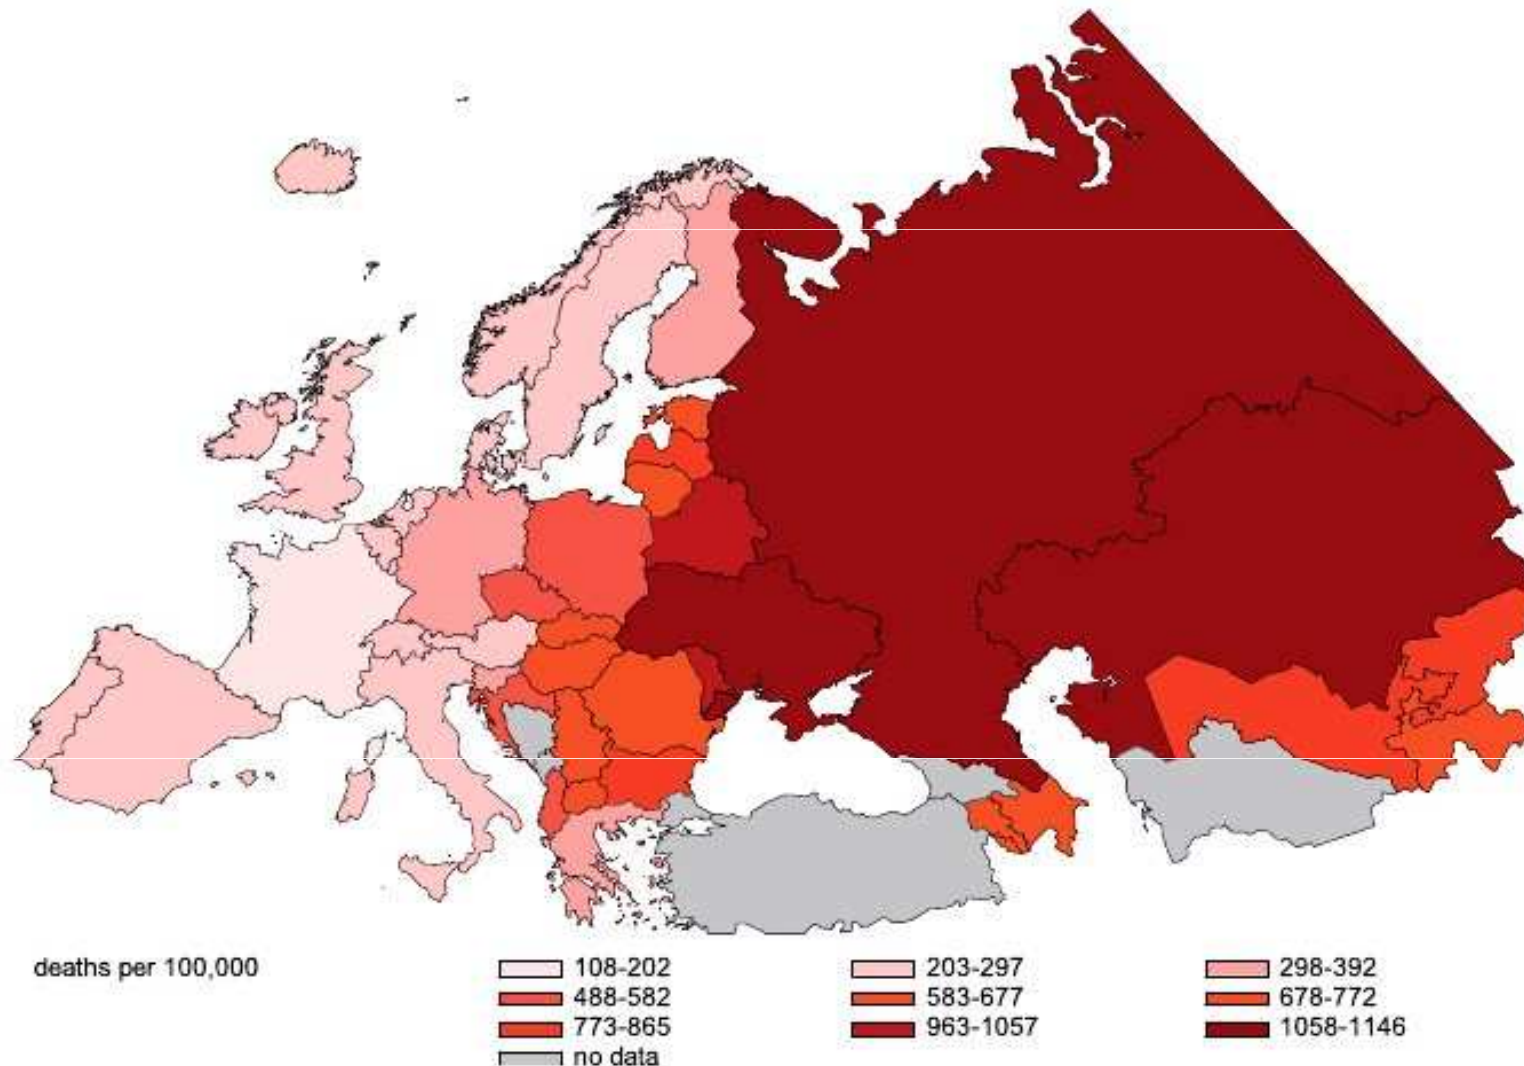 deaths per 100,000 108-202 203-297 298-392
488-582 583-677 678-772
773-865 963-1057 1058-1146
no data